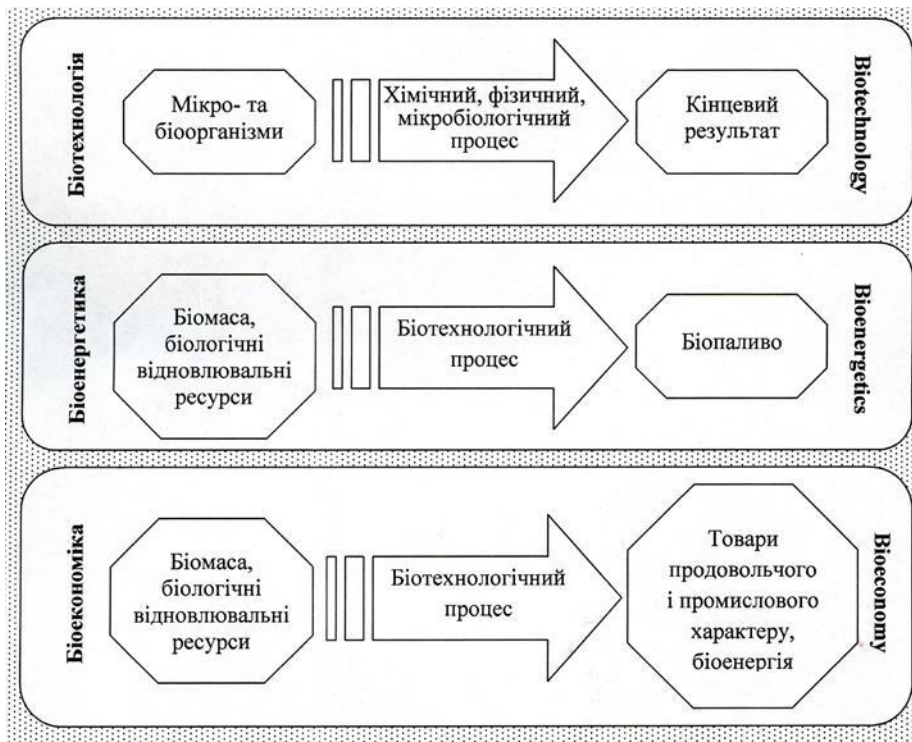 Біотехнологія
Мікро- та
біоорганізми
Хімічний, фізичний,
мікробіологічний
процес
Кінцевий
результат
Biotechnology
Біоенергетика
Біомаса,
біологічні
відновлювальні
ресурси
Біотехнологічний
процес
Біопаливо
Bioenergetics
Біоекономіка
Біомаса,
біологічні
відновлювальні
ресурси
Біотехнологічний
процес
Товари
продовольчого
і промислового
характеру,
біоенергія
Bioeconomy